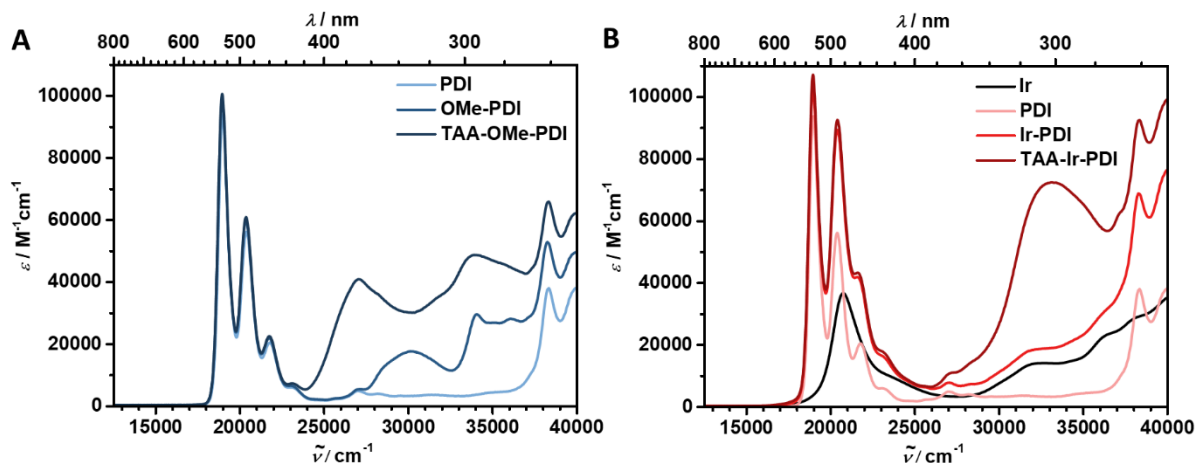 A
λ / nm
800 600 500 400 300
PDI
OMe-PDI
TAA-OMe-PDI
ε / M⁻¹cm⁻¹
100000
80000
60000
40000
20000
0
15000 20000 25000 30000 35000 40000
ν̃ / cm⁻¹
B
λ / nm
800 600 500 400 300
Ir
PDI
Ir-PDI
TAA-Ir-PDI
ε / M⁻¹cm⁻¹
100000
80000
60000
40000
20000
0
15000 20000 25000 30000 35000 40000
ν̃ / cm⁻¹